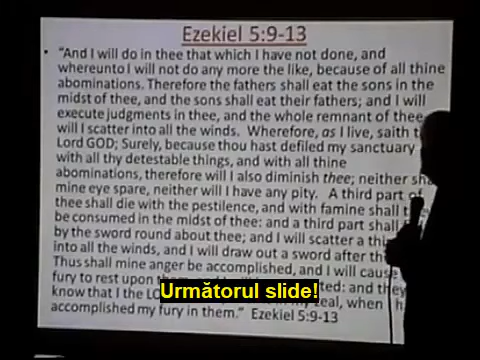 Ezekiel 5:9-13
• “And I will do in thee that which I have not done, and
whereunto I will not do any more the like, because of all thine
abominations. Therefore the fathers shall eat the sons in the
midst of thee, and the sons shall eat their fathers; and I will
execute judgments in thee, and the whole remnant of thee
will I scatter into all the winds. Wherefore, as I live, saith t
Lord GOD; Surely, because thou hast defiled my sanctuary
with all thy detestable things, and with all thine
abominations, therefore will I also diminish thee; neither sha
mine eye spare, neither will I have any pity. A third part of
thee shall die with the pestilence, and with famine shall they
be consumed in the midst of thee: and a third part shall
by the sword round about thee; and I will scatter a thi
into all the winds, and I will draw out a sword after th
Thus shall mine anger be accomplished, and I will cause
fury to rest upon ted: and they
know that I the LO my zeal, when I h
accomplished my fury in them.” Ezekiel 5:9-13
Următorul slide!